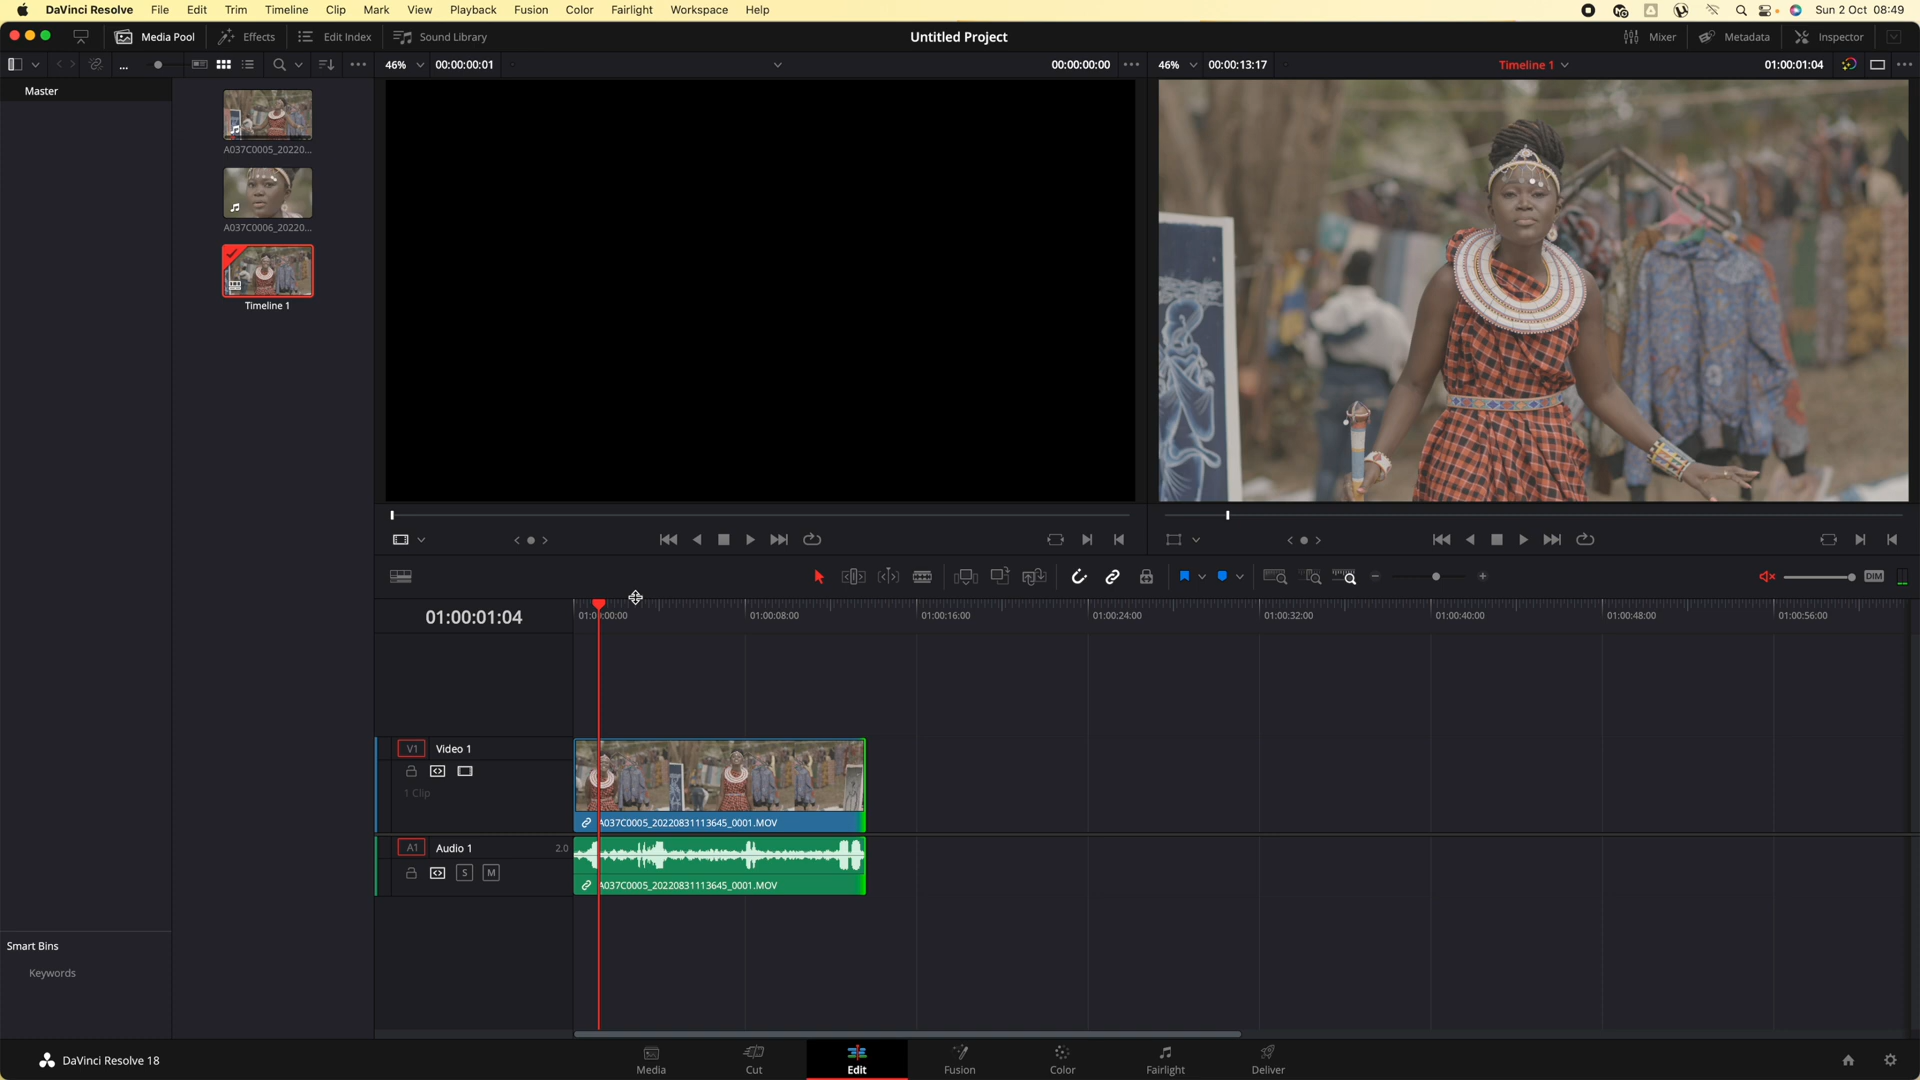 DaVinci Resolve File Edit Trim Timeline Clip Mark View Playback Fusion Color Fairlight Workspace Help Sun 2 Oct 08:49
Media Pool Effects Edit Index Sound Library Untitled Project Mixer Metadata Inspector
46% 00:00:00:01 00:00:00:00 46% 00:00:13:17 Timeline 1 01:00:01:04
Master
A037C0005_20220...
A037C0006_20220...
Timeline 1
DIM
01:00:01:04
01:00:00:00 01:00:08:00 01:00:16:00 01:00:24:00 01:00:32:00 01:00:40:00 01:00:48:00 01:00:56:00
V1 Video 1
1 Clip
A037C0005_20220831113645_0001.MOV
A1 Audio 1 2.0
S M
A037C0005_20220831113645_0001.MOV
Smart Bins
Keywords
DaVinci Resolve 18
Media Cut Edit Fusion Color Fairlight Deliver